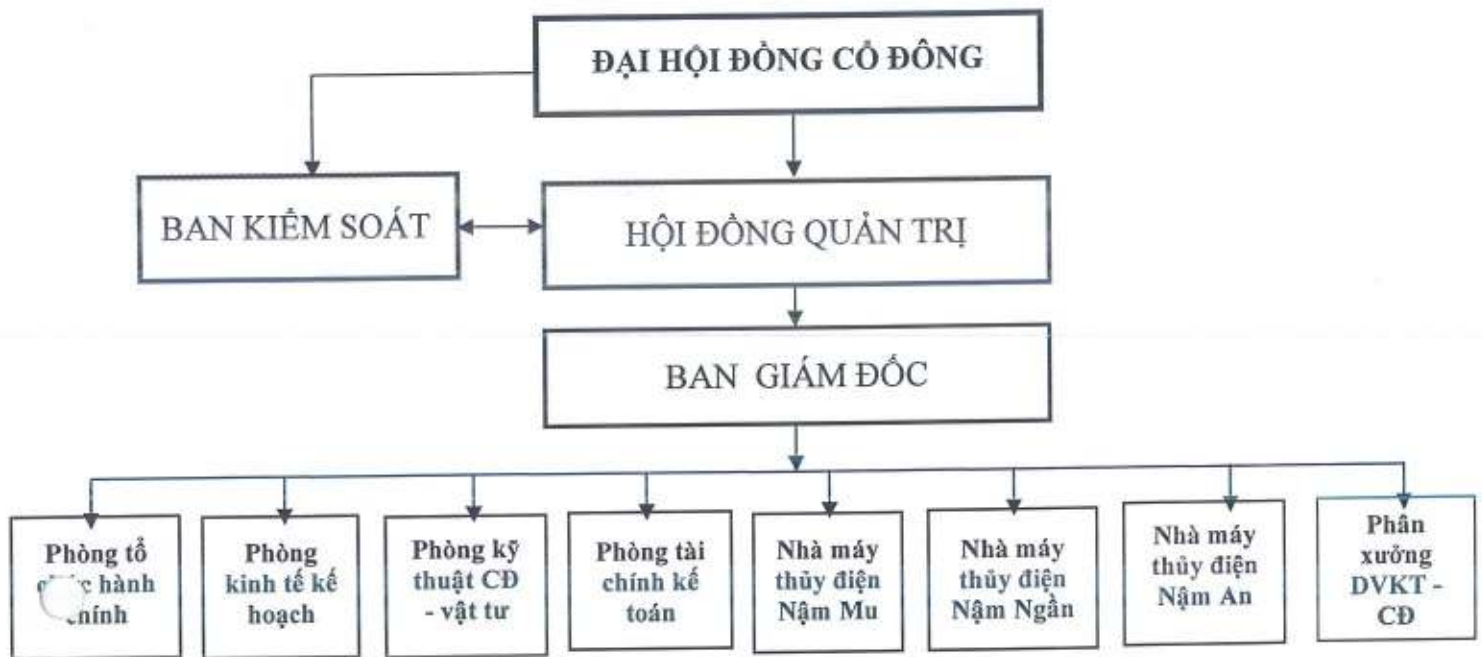 ĐẠI HỘI ĐỒNG CỔ ĐÔNG
BAN KIỂM SOÁT
HỘI ĐỒNG QUẢN TRỊ
BAN GIÁM ĐỐC
Phòng tổ
hành
Phòng
kinh tế kế
hoạch
Phòng kỹ
thuật CĐ
- vật tư
Phòng tài
chính kế
toán
Nhà máy
thủy điện
Nậm Mu
Nhà máy
thủy điện
Nậm Ngần
Nhà máy
thủy điện
Nậm An
Phân
xưởng
DVKT -
CĐ